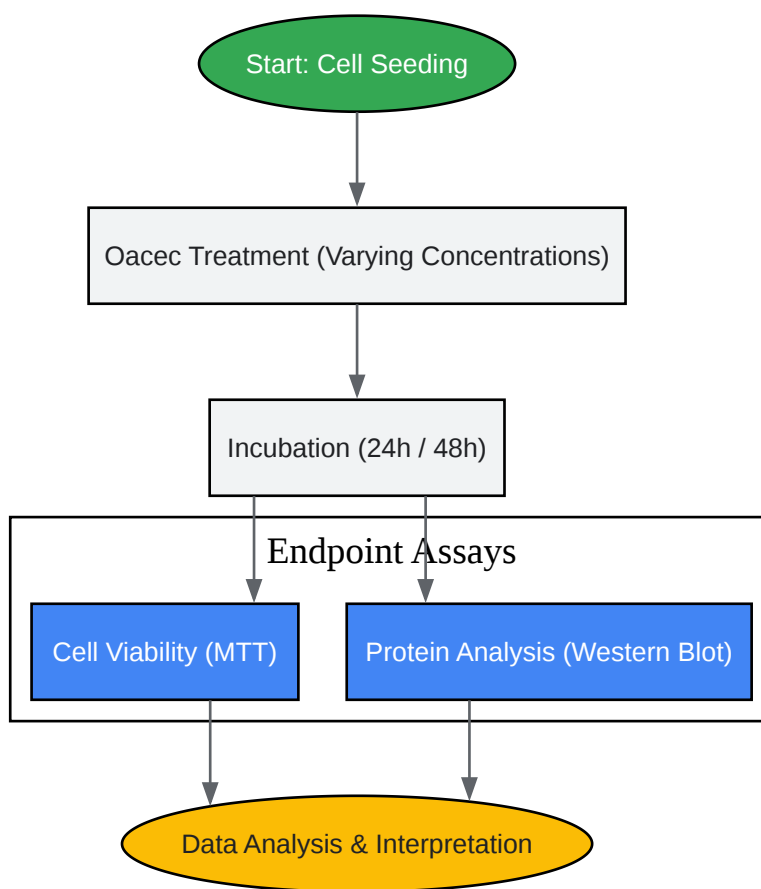 Start: Cell Seeding
Oacec Treatment (Varying Concentrations)
Incubation (24h / 48h)
Endpoint Assays
Cell Viability (MTT)
Protein Analysis (Western Blot)
Data Analysis & Interpretation